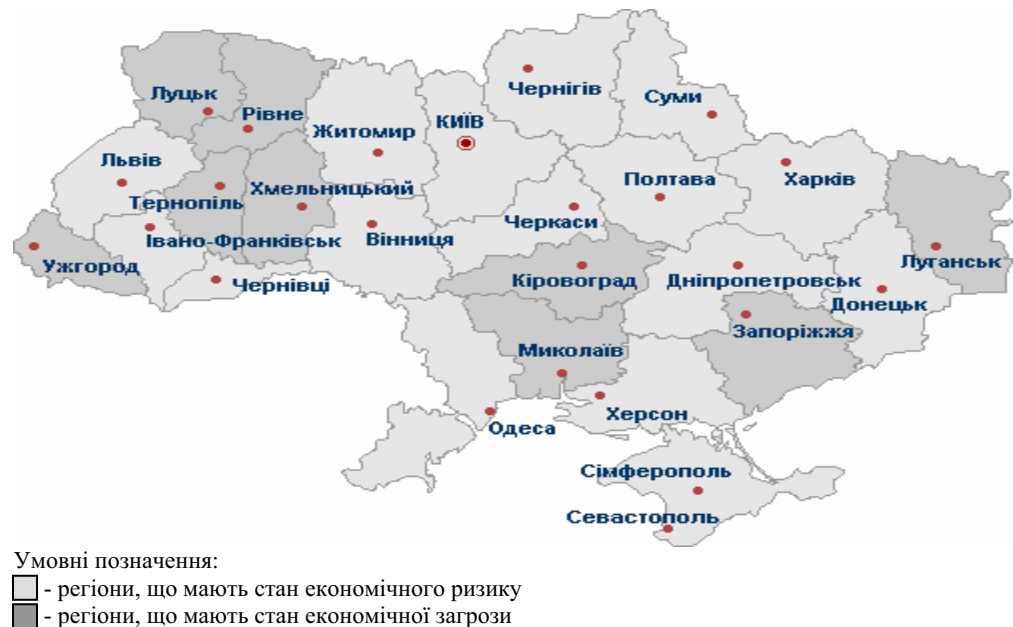 Чернігів
Луцьк
Суми
Рівне
КИЇВ
Житомир
Львів
Полтава
Харків
Хмельницький
Тернопіль
Черкаси
Івано-Франківськ
Вінниця
Луганськ
Ужгород
Кіровоград
Дніпропетровськ
Чернівці
Донецьк
Запоріжжя
Миколаїв
Херсон
Одеса
Сімферополь
Севастополь
Умовні позначення:
- регіони, що мають стан економічного ризику
- регіони, що мають стан економічної загрози